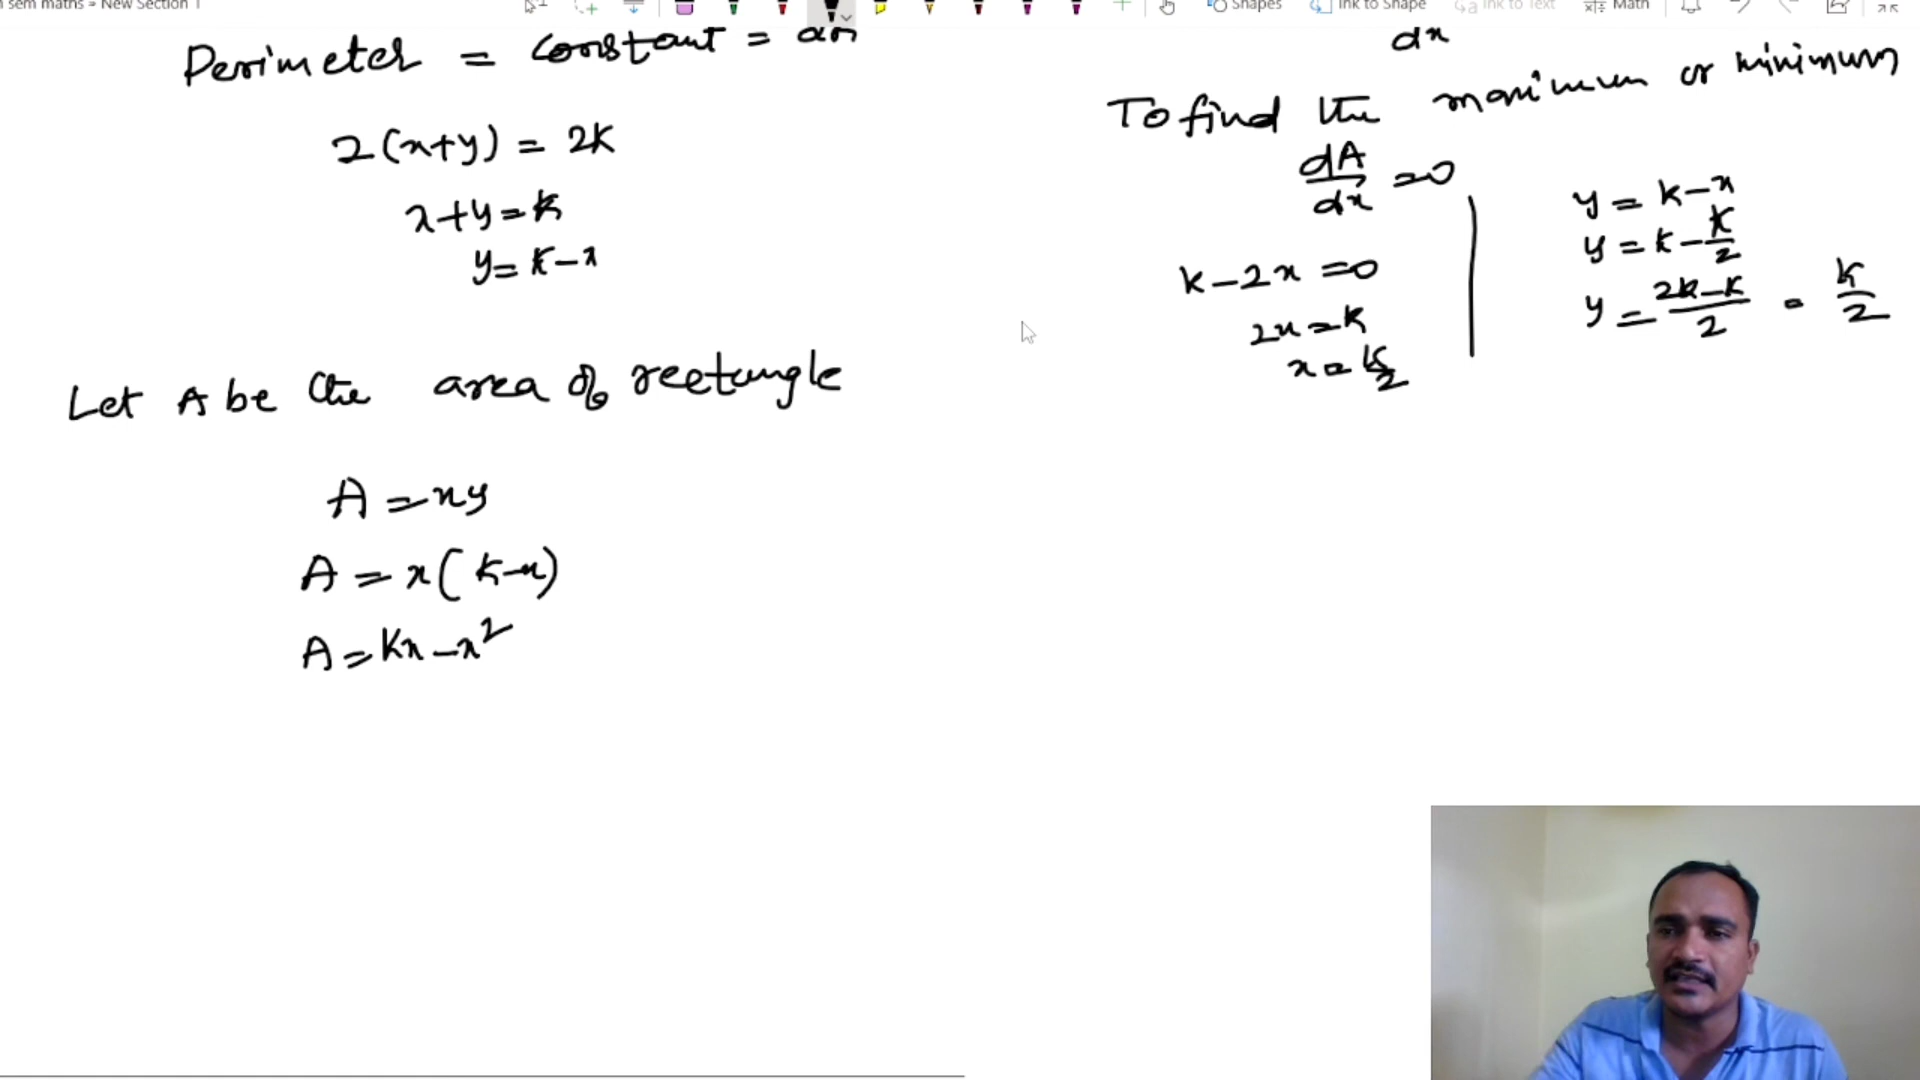 sem maths » New Section 1
Shapes Ink to Shape Ink to Text Math
Perimeter = constant =
2(x+y) = 2k
x+y=k
y=k-x
Let A be the area of rectangle
A=xy
A=x(k-x)
A=kx-x²
dx
To find the maximum or minimum
dA/dx=0
k-2x=0
2x=k
x=k/2
y=k-x
y=k-k/2
y=2k-k/2 = k/2